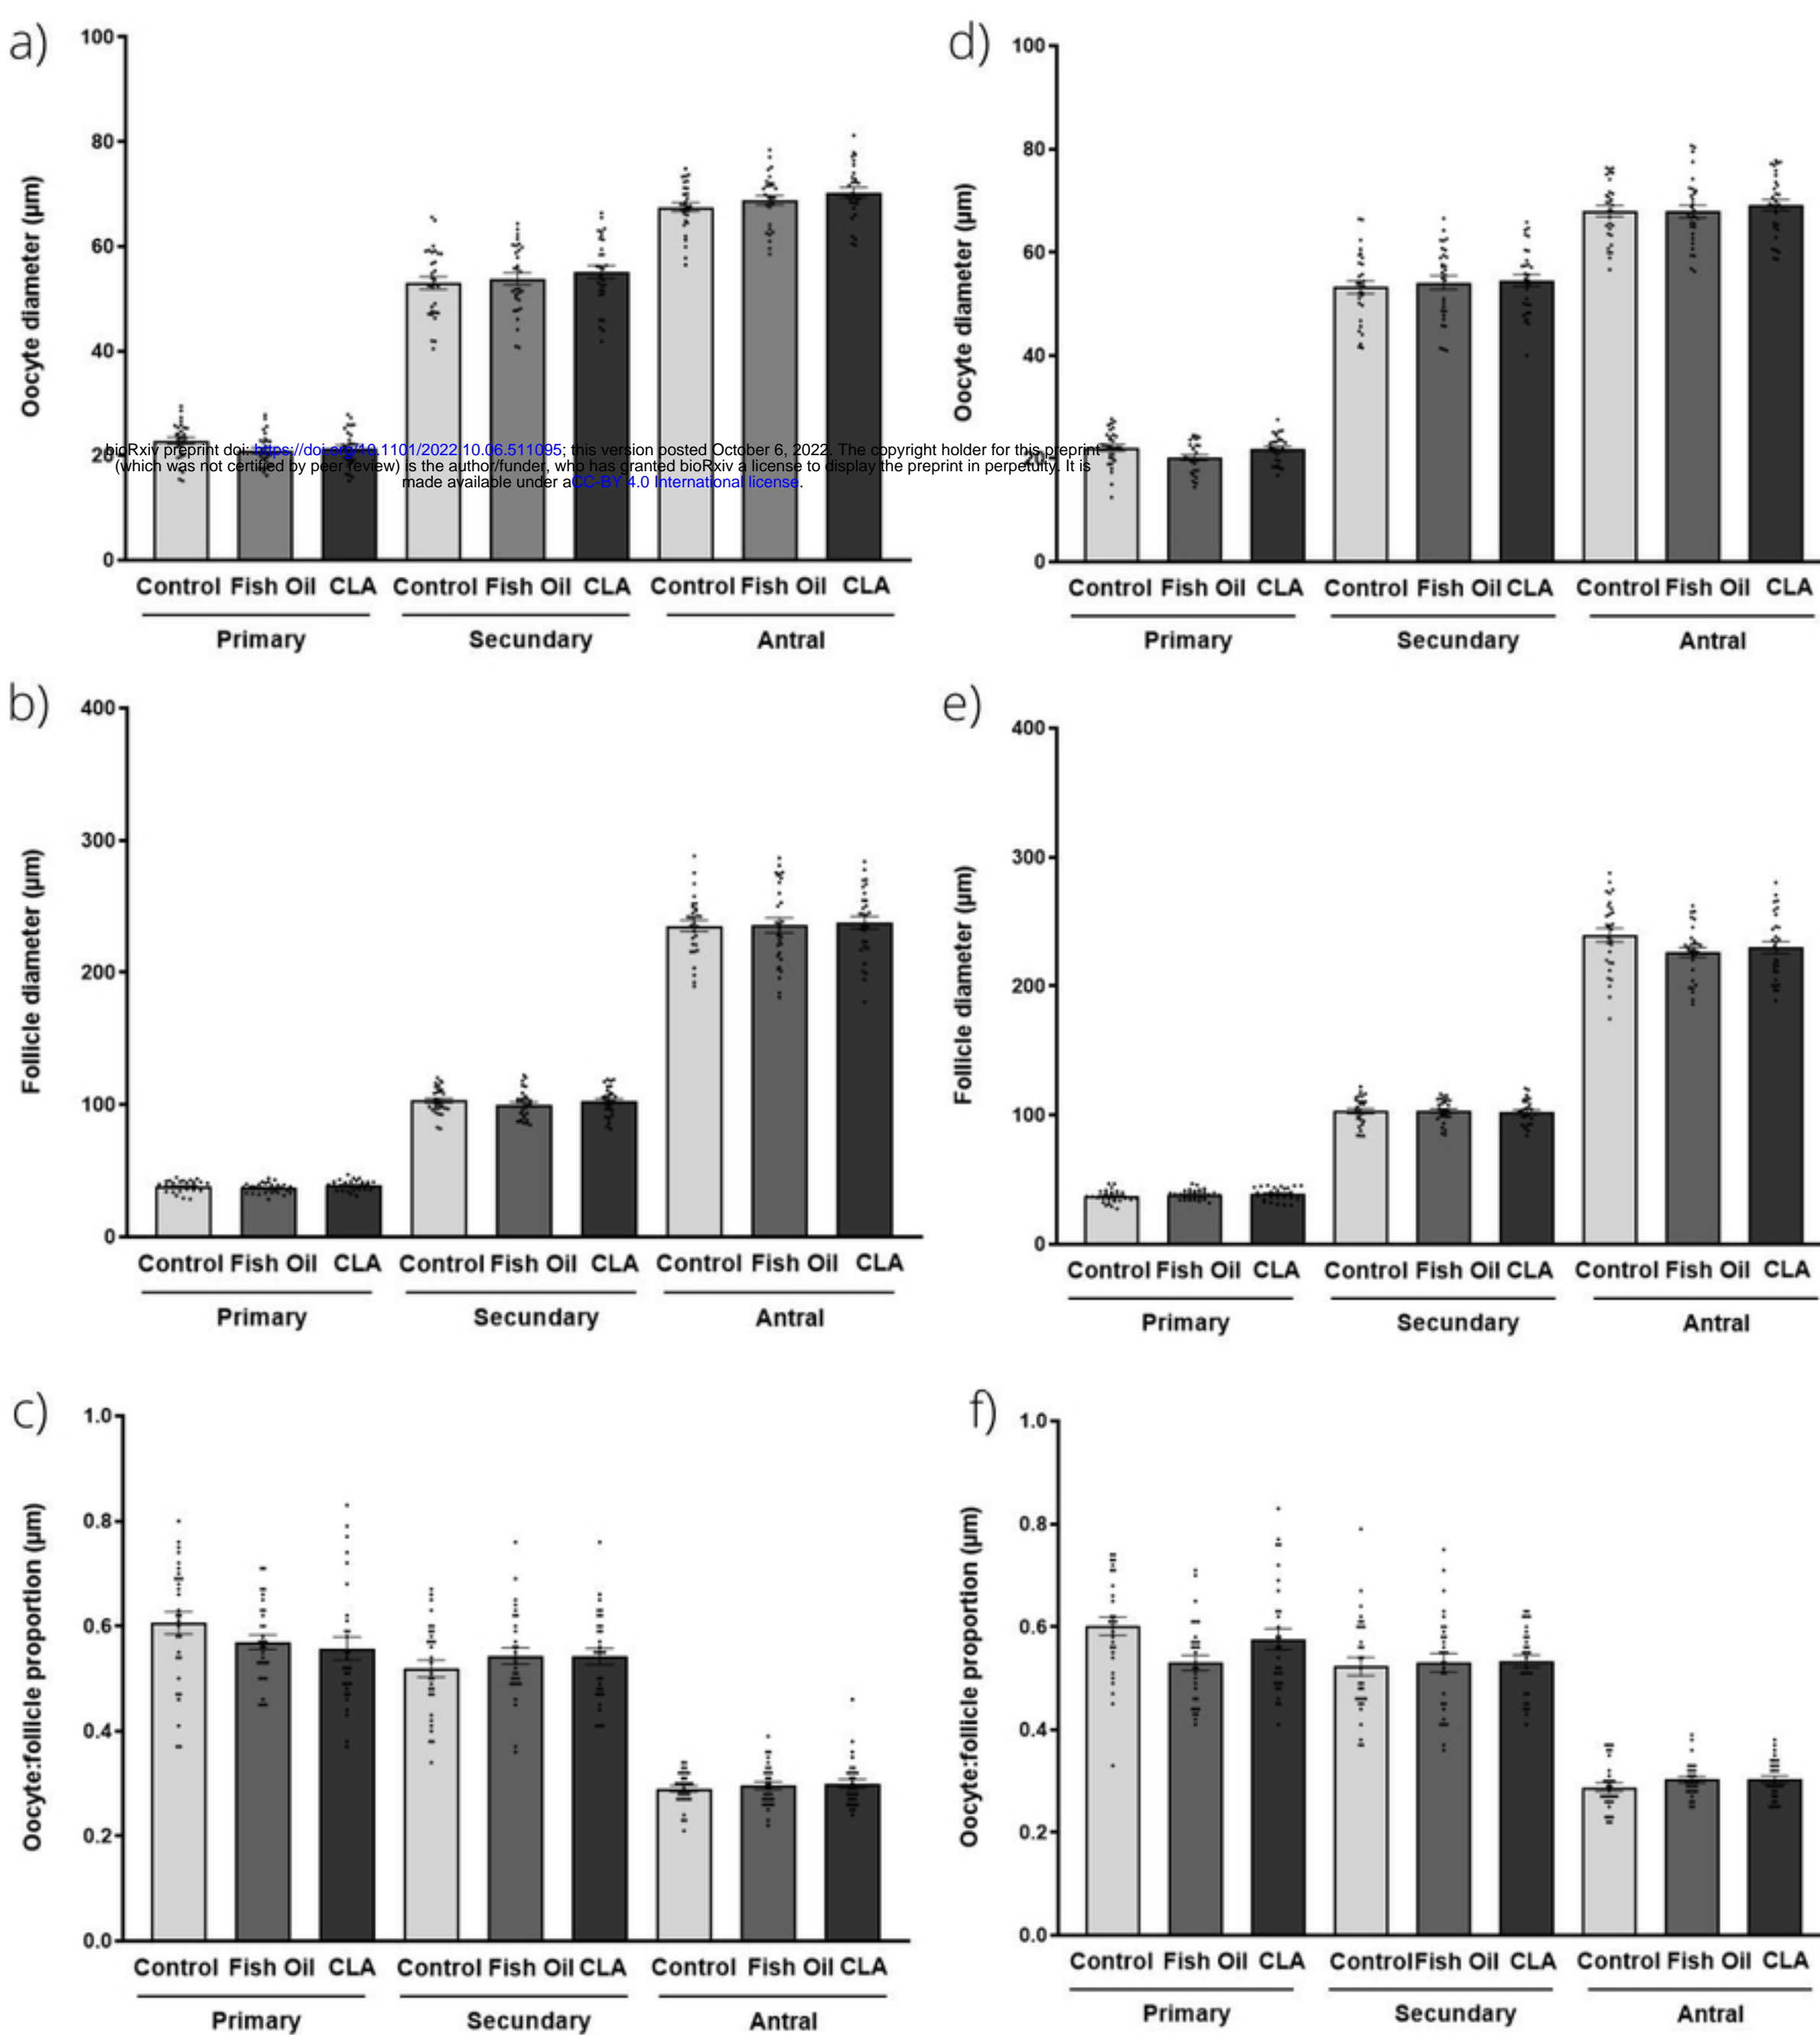 a)
100
80
60
40
20
0
Oocyte diameter (µm)
Control Fish Oil CLA Control Fish Oil CLA Control Fish Oil CLA
Primary Secundary Antral
d)
100
80
60
40
20
0
Oocyte diameter (µm)
Control Fish Oil CLA Control Fish Oil CLA Control Fish Oil CLA
Primary Secundary Antral
bioRxiv preprint doi: https://doi.org/10.1101/2022.10.06.511095; this version posted October 6, 2022. The copyright holder for this preprint
(which was not certified by peer review) is the author/funder, who has granted bioRxiv a license to display the preprint in perpetuity. It is
made available under aCC-BY 4.0 International license.
b)
400
300
200
100
0
Follicle diameter (µm)
Control Fish Oil CLA Control Fish Oil CLA Control Fish Oil CLA
Primary Secundary Antral
e)
400
300
200
100
0
Follicle diameter (µm)
Control Fish Oil CLA Control Fish Oil CLA Control Fish Oil CLA
Primary Secundary Antral
c)
1.0
0.8
0.6
0.4
0.2
0.0
Oocyte:follicle proportion (µm)
Control Fish Oil CLA Control Fish Oil CLA Control Fish Oil CLA
Primary Secundary Antral
f)
1.0
0.8
0.6
0.4
0.2
0.0
Oocyte:follicle proportion (µm)
Control Fish Oil CLA ControlFish Oil CLA Control Fish Oil CLA
Primary Secundary Antral